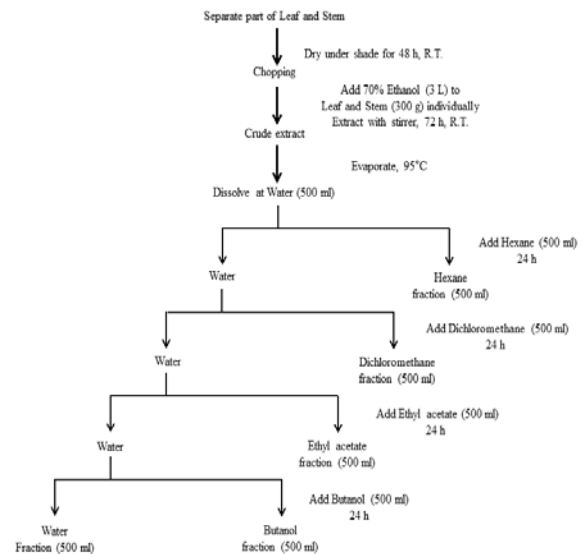 Separate part of Leaf and Stem
Dry under shade for 48 h, R.T.
Chopping
Add 70% Ethanol (3 L) to
Leaf and Stem (300 g) individually
Extract with stirrer, 72 h, R.T.
Crude extract
Evaporate, 95°C
Dissolve at Water (500 ml)
Add Hexane (500 ml)
24 h
Water
Hexane
fraction (500 ml)
Add Dichloromethane (500 ml)
24 h
Water
Dichloromethane
fraction (500 ml)
Add Ethyl acetate (500 ml)
24 h
Water
Ethyl acetate
fraction (500 ml)
Add Butanol (500 ml)
24 h
Water
Fraction (500 ml)
Butanol
fraction (500 ml)